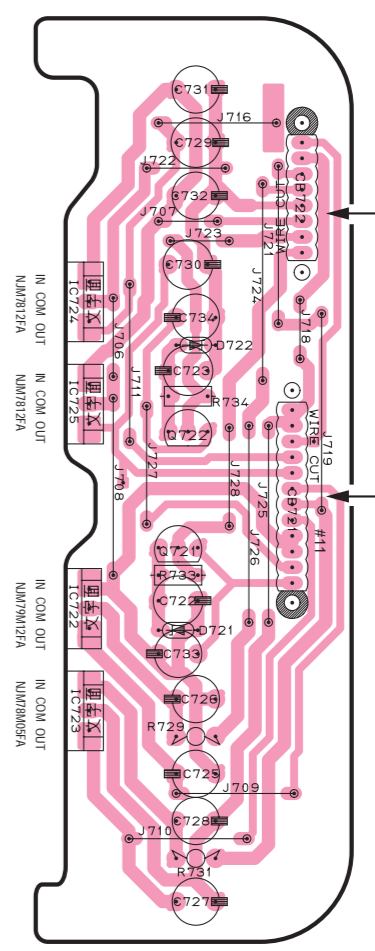 C731
J716
C729
J722
C732
J707
J723
C730
CB722
WIRE CUT
J721
J724
IN COM OUT
NJM7812FA
IC724
C734
D722
J718
J706
IN COM OUT
NJM7812FA
IC725
C723
R734
J711
Q722
J727
J728
WIRE CUT
J719
J708
J725
J726
CB721
#11
Q721
R733
C722
D721
C733
IN COM OUT
NJM79M12FA
IC722
IN COM OUT
NJM78M05FA
IC723
C726
R729
C725
J709
C728
J710
R731
C727